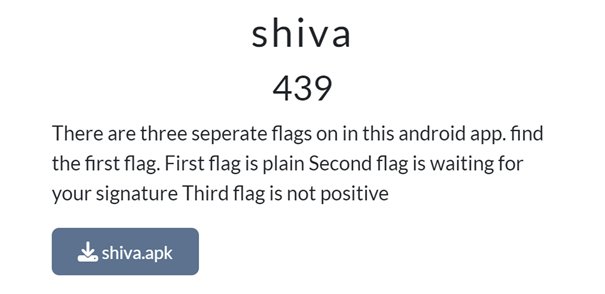 shiva
439
There are three seperate flags on in this android app. find
the first flag. First flag is plain Second flag is waiting for
your signature Third flag is not positive
shiva.apk